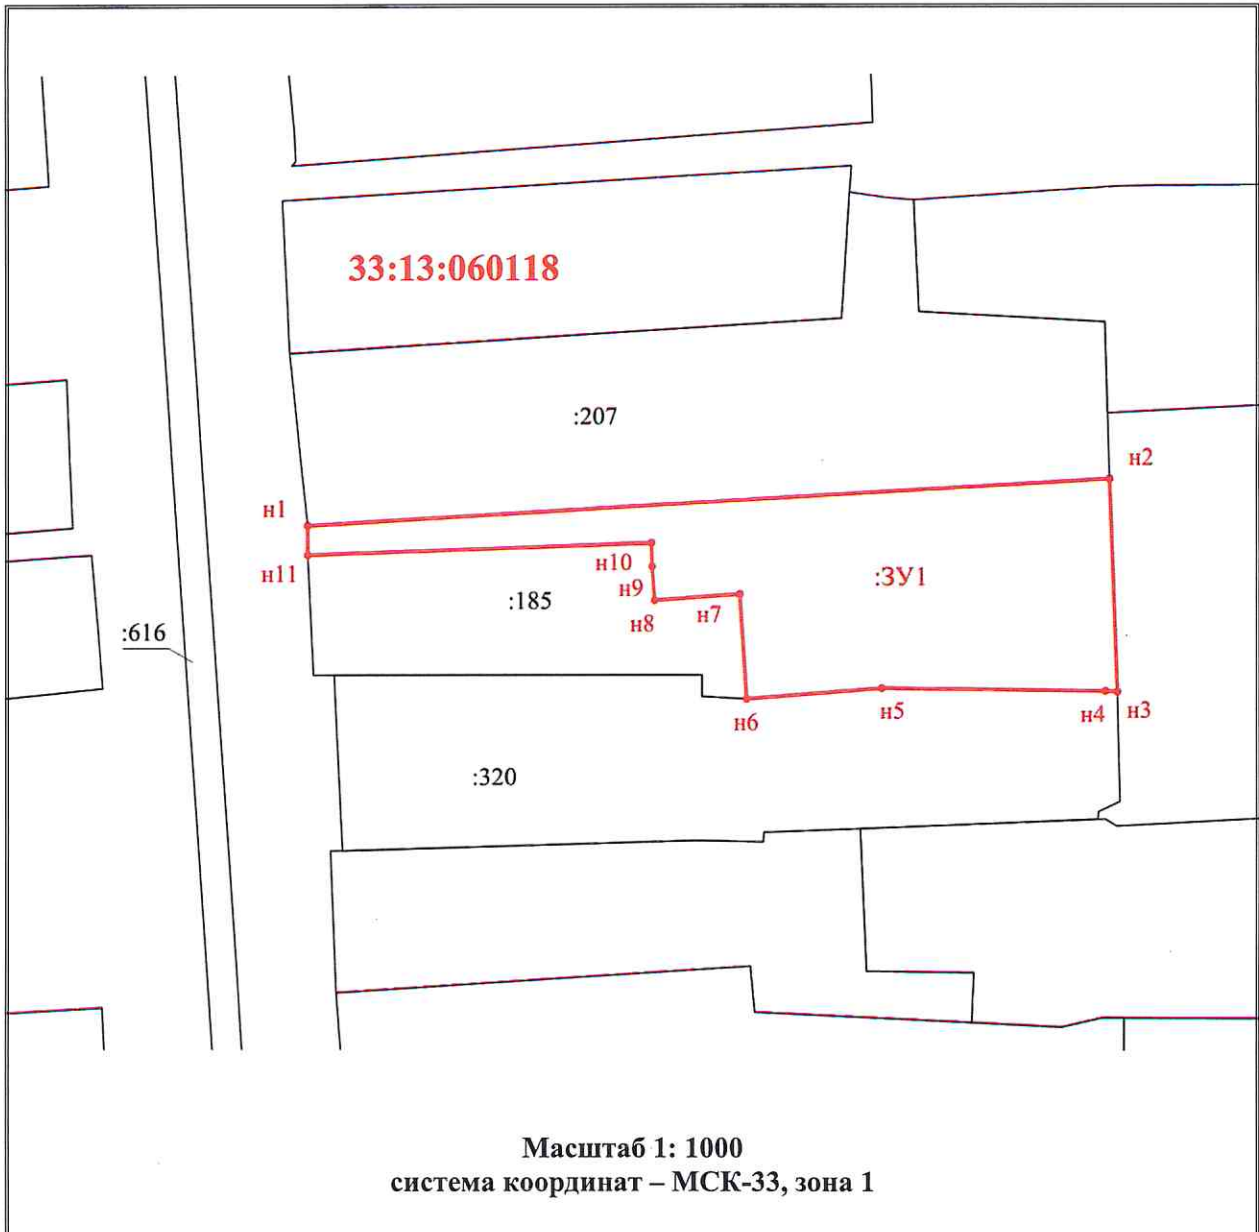 33:13:060118
:207
н2
н1
н10
н11
:ЗУ1
н9
:185
н7
н8
:616
н6
н5
н4
н3
:320
Масштаб 1: 1000
система координат – МСК-33, зона 1